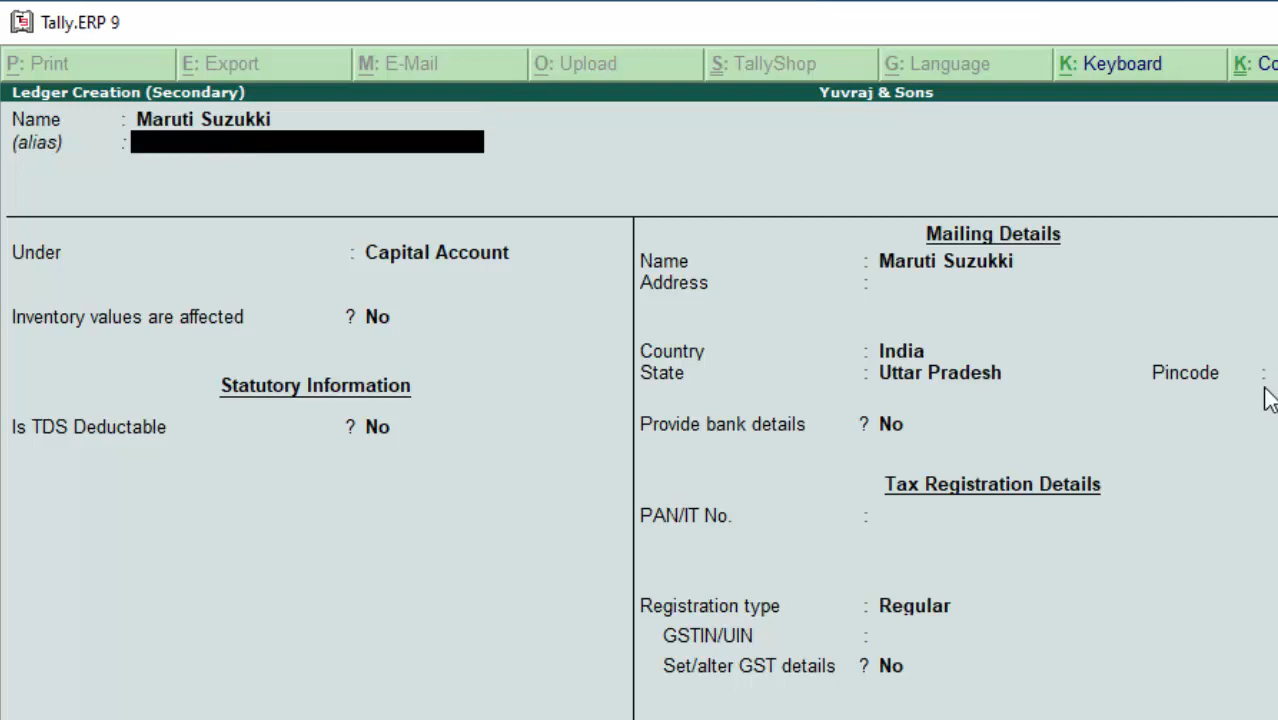 Tally.ERP 9
P: Print E: Export M: E-Mail O: Upload S: TallyShop G: Language K: Keyboard K:
Ledger Creation (Secondary) Yuvraj & Sons
Name : Maruti Suzukki
(alias) :
Under : Capital Account
Inventory values are affected ? No
Statutory Information
Is TDS Deductable ? No
Mailing Details
Name : Maruti Suzukki
Address :
Country : India
State : Uttar Pradesh Pincode :
Provide bank details ? No
Tax Registration Details
PAN/IT No. :
Registration type : Regular
GSTIN/UIN :
Set/alter GST details ? No